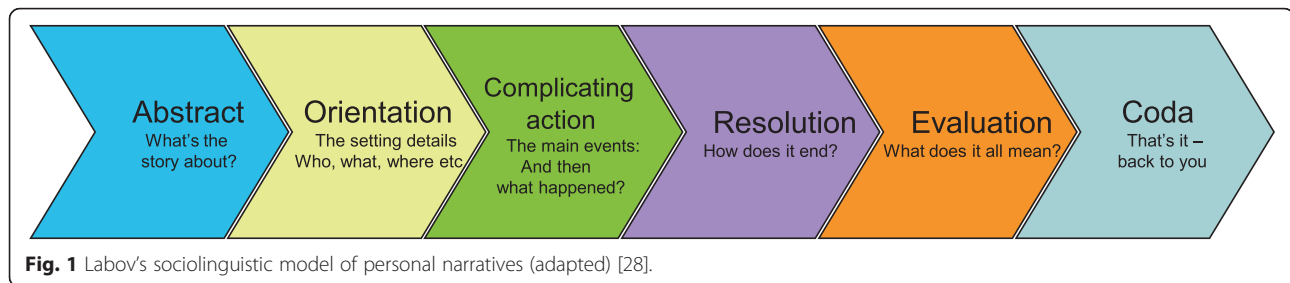 Abstract
What's the
story about?
Orientation
The setting details
Who, what, where etc
Complicating
action
The main events:
And then
what happened?
Resolution
How does it end?
Evaluation
What does it all mean?
Coda
That's it –
back to you
Fig. 1 Labov's sociolinguistic model of personal narratives (adapted) [28].